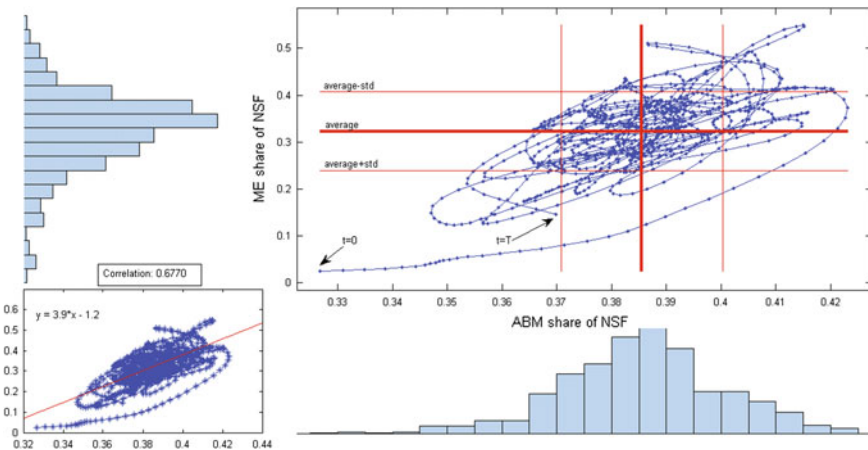 0.5
0.4
0.3
0.2
0.1
0
ME share of NSF
average-std
average
average+std
t=0
t=T
0.33 0.34 0.35 0.36 0.37 0.38 0.39 0.4 0.41 0.42
ABM share of NSF
Correlation: 0.6770
0.6
0.5
0.4
0.3
0.2
0.1
0
y = 3.9*x - 1.2
0.32 0.34 0.36 0.38 0.40 0.42 0.44